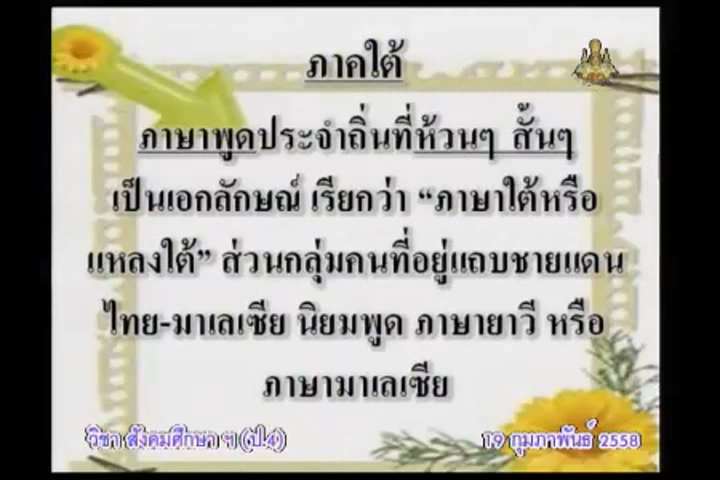 ภาคใต้
ภาษาพูดประจำถิ่นที่ห้วนๆ สั้นๆ
เป็นเอกลักษณ์ เรียกว่า “ภาษาใต้หรือ
แหลงใต้” ส่วนกลุ่มคนที่อยู่แถบชายแดน
ไทย-มาเลเซีย นิยมพูด ภาษายาวี หรือ
ภาษามาเลเซีย
วิชา สังคมศึกษา ฯ (ป.4) 19 กุมภาพันธ์ 2558